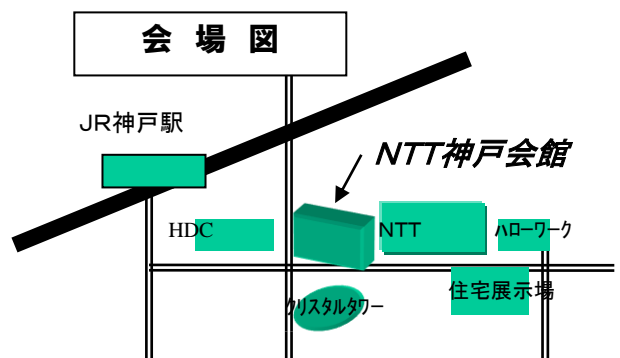 会 場 図
JR神戸駅
NTT神戸会館
HDC
NTT
ﾊﾛｰﾜｰｸ
住宅展示場
ｸﾘｽﾀﾙﾀﾜｰ